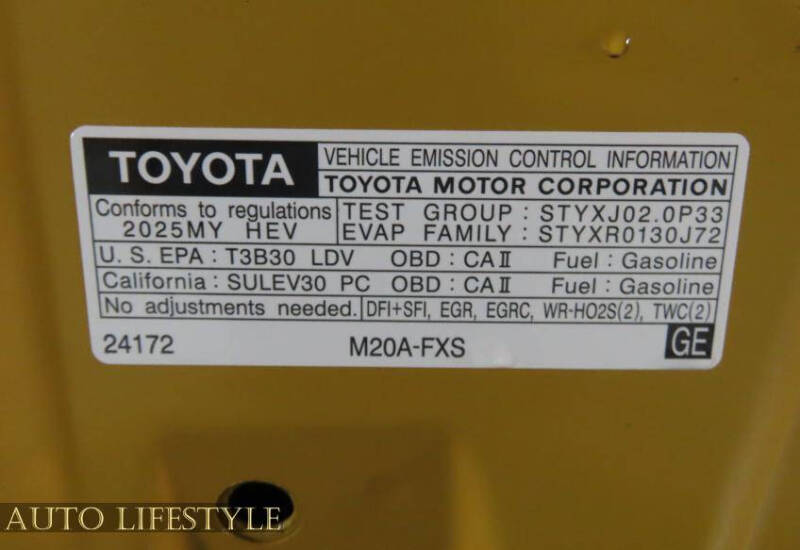 TOYOTA
VEHICLE EMISSION CONTROL INFORMATION
TOYOTA MOTOR CORPORATION
Conforms to regulations
2025MY HEV
TEST GROUP : STYXJ02.0P33
EVAP FAMILY : STYXR0130J72
U.S. EPA : T3B30 LDV OBD : CAⅡ Fuel : Gasoline
California : SULEV30 PC OBD : CAⅡ Fuel : Gasoline
No adjustments needed. DFI+SFI, EGR, EGRC, WR-HO2S(2), TWC(2)
24172 M20A-FXS GE
AUTO LIFESTYLE